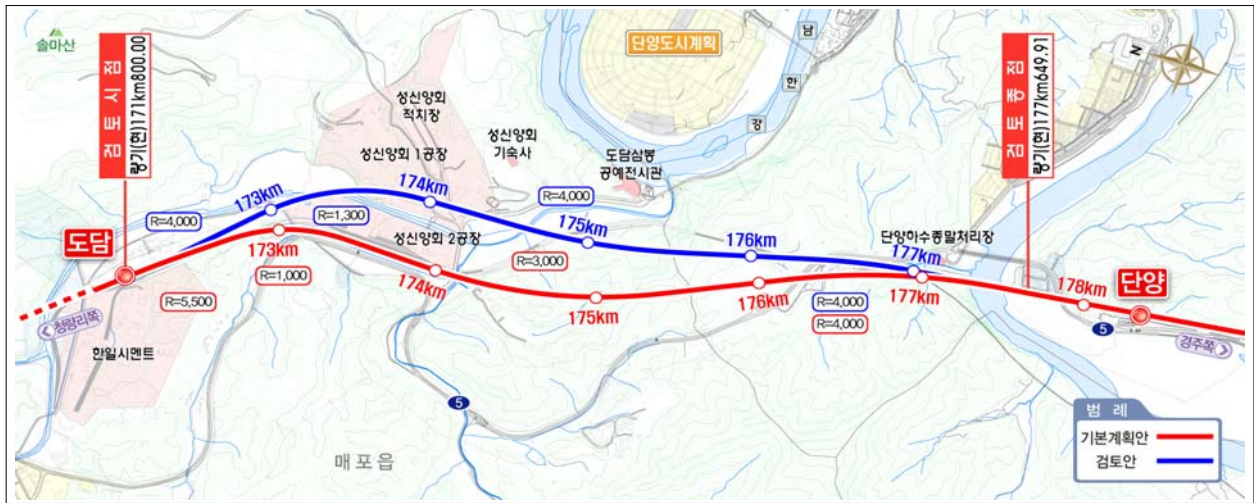 솔마산
검토시점
랑기(현)171km800.00
단양도시계획
남
한
강
검토종점
랑기(현)177km649.91
N
성신양회
적치장
성신양회 1공장
성신양회
기숙사
도담삼봉
공예전시관
R=4,000
173km
R=1,300
174km
R=4,000
175km
176km
단양하수종말처리장
177km
도담
173km
R=1,000
성신양회 2공장
174km
R=3,000
175km
176km
R=4,000
R=4,000
177km
178km
단양
R=5,500
청량리쪽
경주쪽
5
한일시멘트
5
매포읍
범 례
기본계획안
검토안